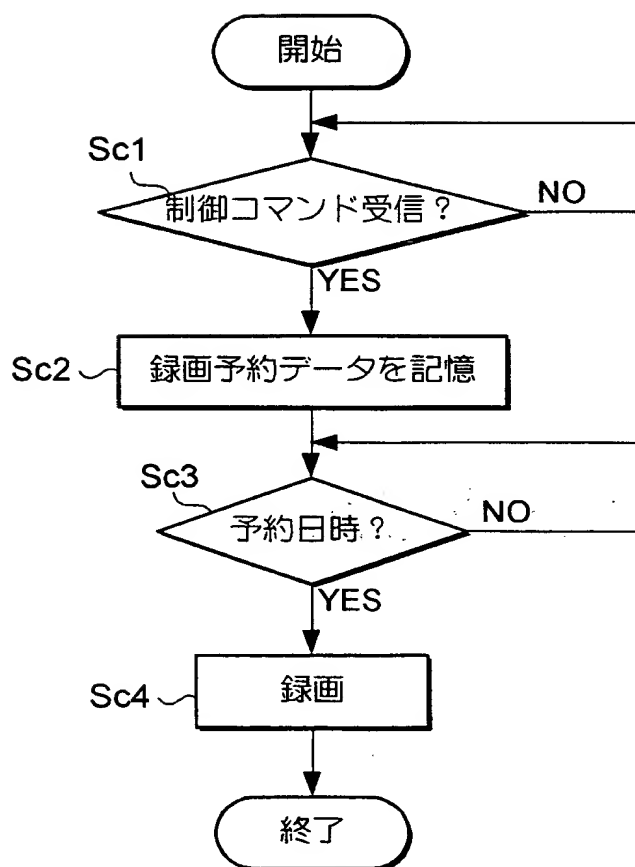 開始
Sc1
制御コマンド受信？
NO
YES
Sc2
録画予約データを記憶
Sc3
予約日時？
NO
YES
Sc4
録画
終了